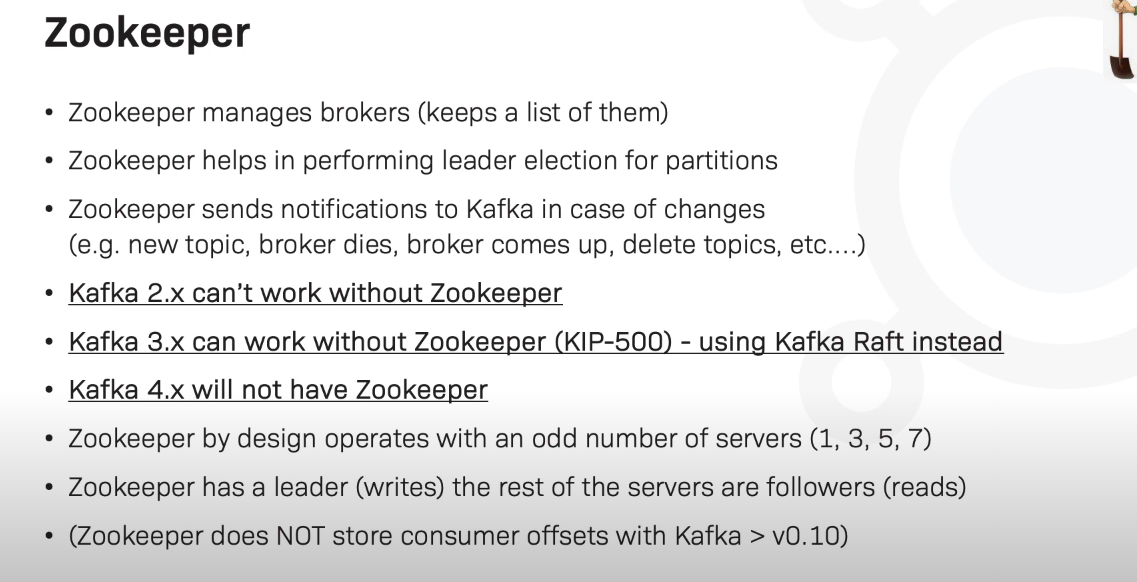 Zookeeper
• Zookeeper manages brokers (keeps a list of them)
• Zookeeper helps in performing leader election for partitions
• Zookeeper sends notifications to Kafka in case of changes
(e.g. new topic, broker dies, broker comes up, delete topics, etc....)
• Kafka 2.x can't work without Zookeeper
• Kafka 3.x can work without Zookeeper (KIP-500) - using Kafka Raft instead
• Kafka 4.x will not have Zookeeper
• Zookeeper by design operates with an odd number of servers (1, 3, 5, 7)
• Zookeeper has a leader (writes) the rest of the servers are followers (reads)
• (Zookeeper does NOT store consumer offsets with Kafka > v0.10)